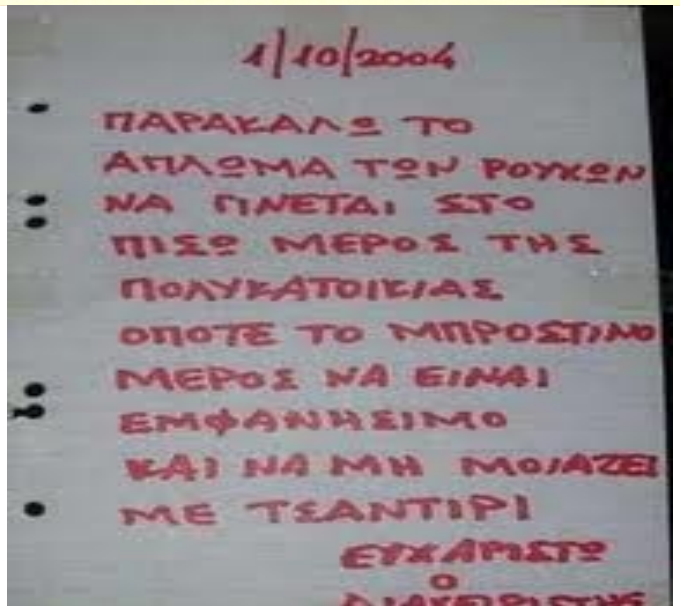 1/10/2004
ΠΑΡΑΚΑΛΩ ΤΟ
ΑΠΛΩΜΑ ΤΩΝ ΡΟΥΧΩΝ
ΝΑ ΓΙΝΕΤΑΙ ΣΤΟ
ΠΙΣΩ ΜΕΡΟΣ ΤΗΣ
ΠΟΛΥΚΑΤΟΙΚΙΑΣ
ΟΠΟΤΕ ΤΟ ΜΠΡΟΣΤΙΝΟ
ΜΕΡΟΣ ΝΑ ΕΙΝΑΙ
ΕΜΦΑΝΗΣΙΜΟ
ΚΑΙ ΝΑ ΜΗ ΜΟΙΑΖΕΙ
ΜΕ ΤΣΑΝΤΙΡΙ
ΕΥΧΑΡΙΣΤΩ
Ο
ΔΙΑΧΕΙΡΙΣΤΗΣ